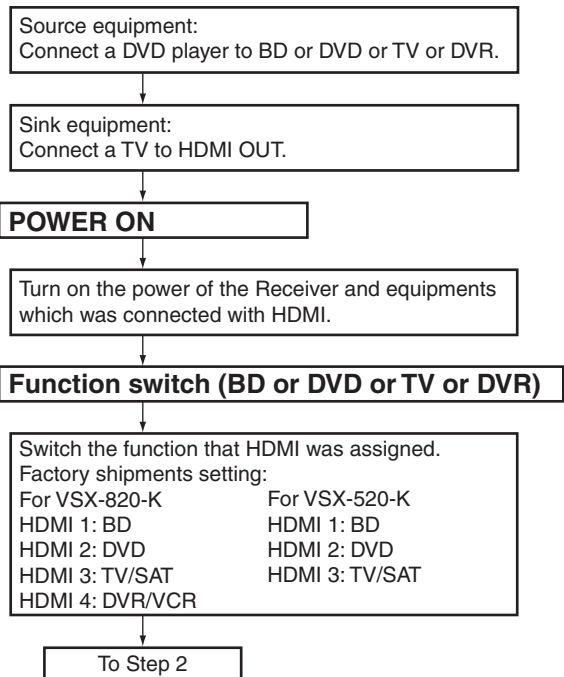 Source equipment:
Connect a DVD player to BD or DVD or TV or DVR.
Sink equipment:
Connect a TV to HDMI OUT.
POWER ON
Turn on the power of the Receiver and equipments
which was connected with HDMI.
Function switch (BD or DVD or TV or DVR)
Switch the function that HDMI was assigned.
Factory shipments setting:
For VSX-820-K For VSX-520-K
HDMI 1: BD HDMI 1: BD
HDMI 2: DVD HDMI 2: DVD
HDMI 3: TV/SAT HDMI 3: TV/SAT
HDMI 4: DVR/VCR
To Step 2